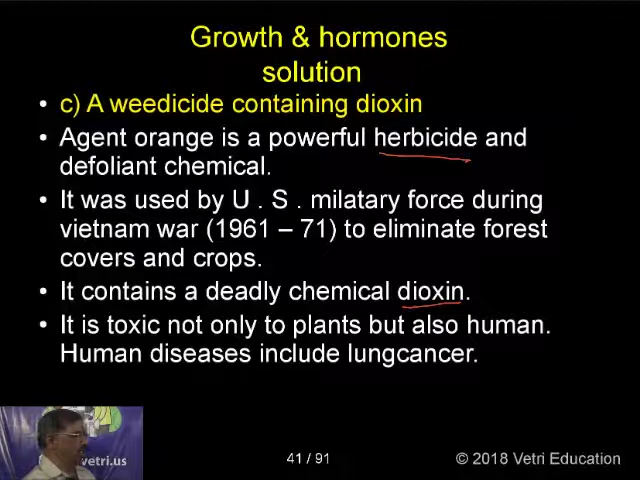 Growth & hormones
solution
• c) A weedicide containing dioxin
• Agent orange is a powerful herbicide and
defoliant chemical.
• It was used by U . S . milatary force during
vietnam war (1961 – 71) to eliminate forest
covers and crops.
• It contains a deadly chemical dioxin.
• It is toxic not only to plants but also human.
Human diseases include lungcancer.
vetri.us
41 / 91
© 2018 Vetri Education